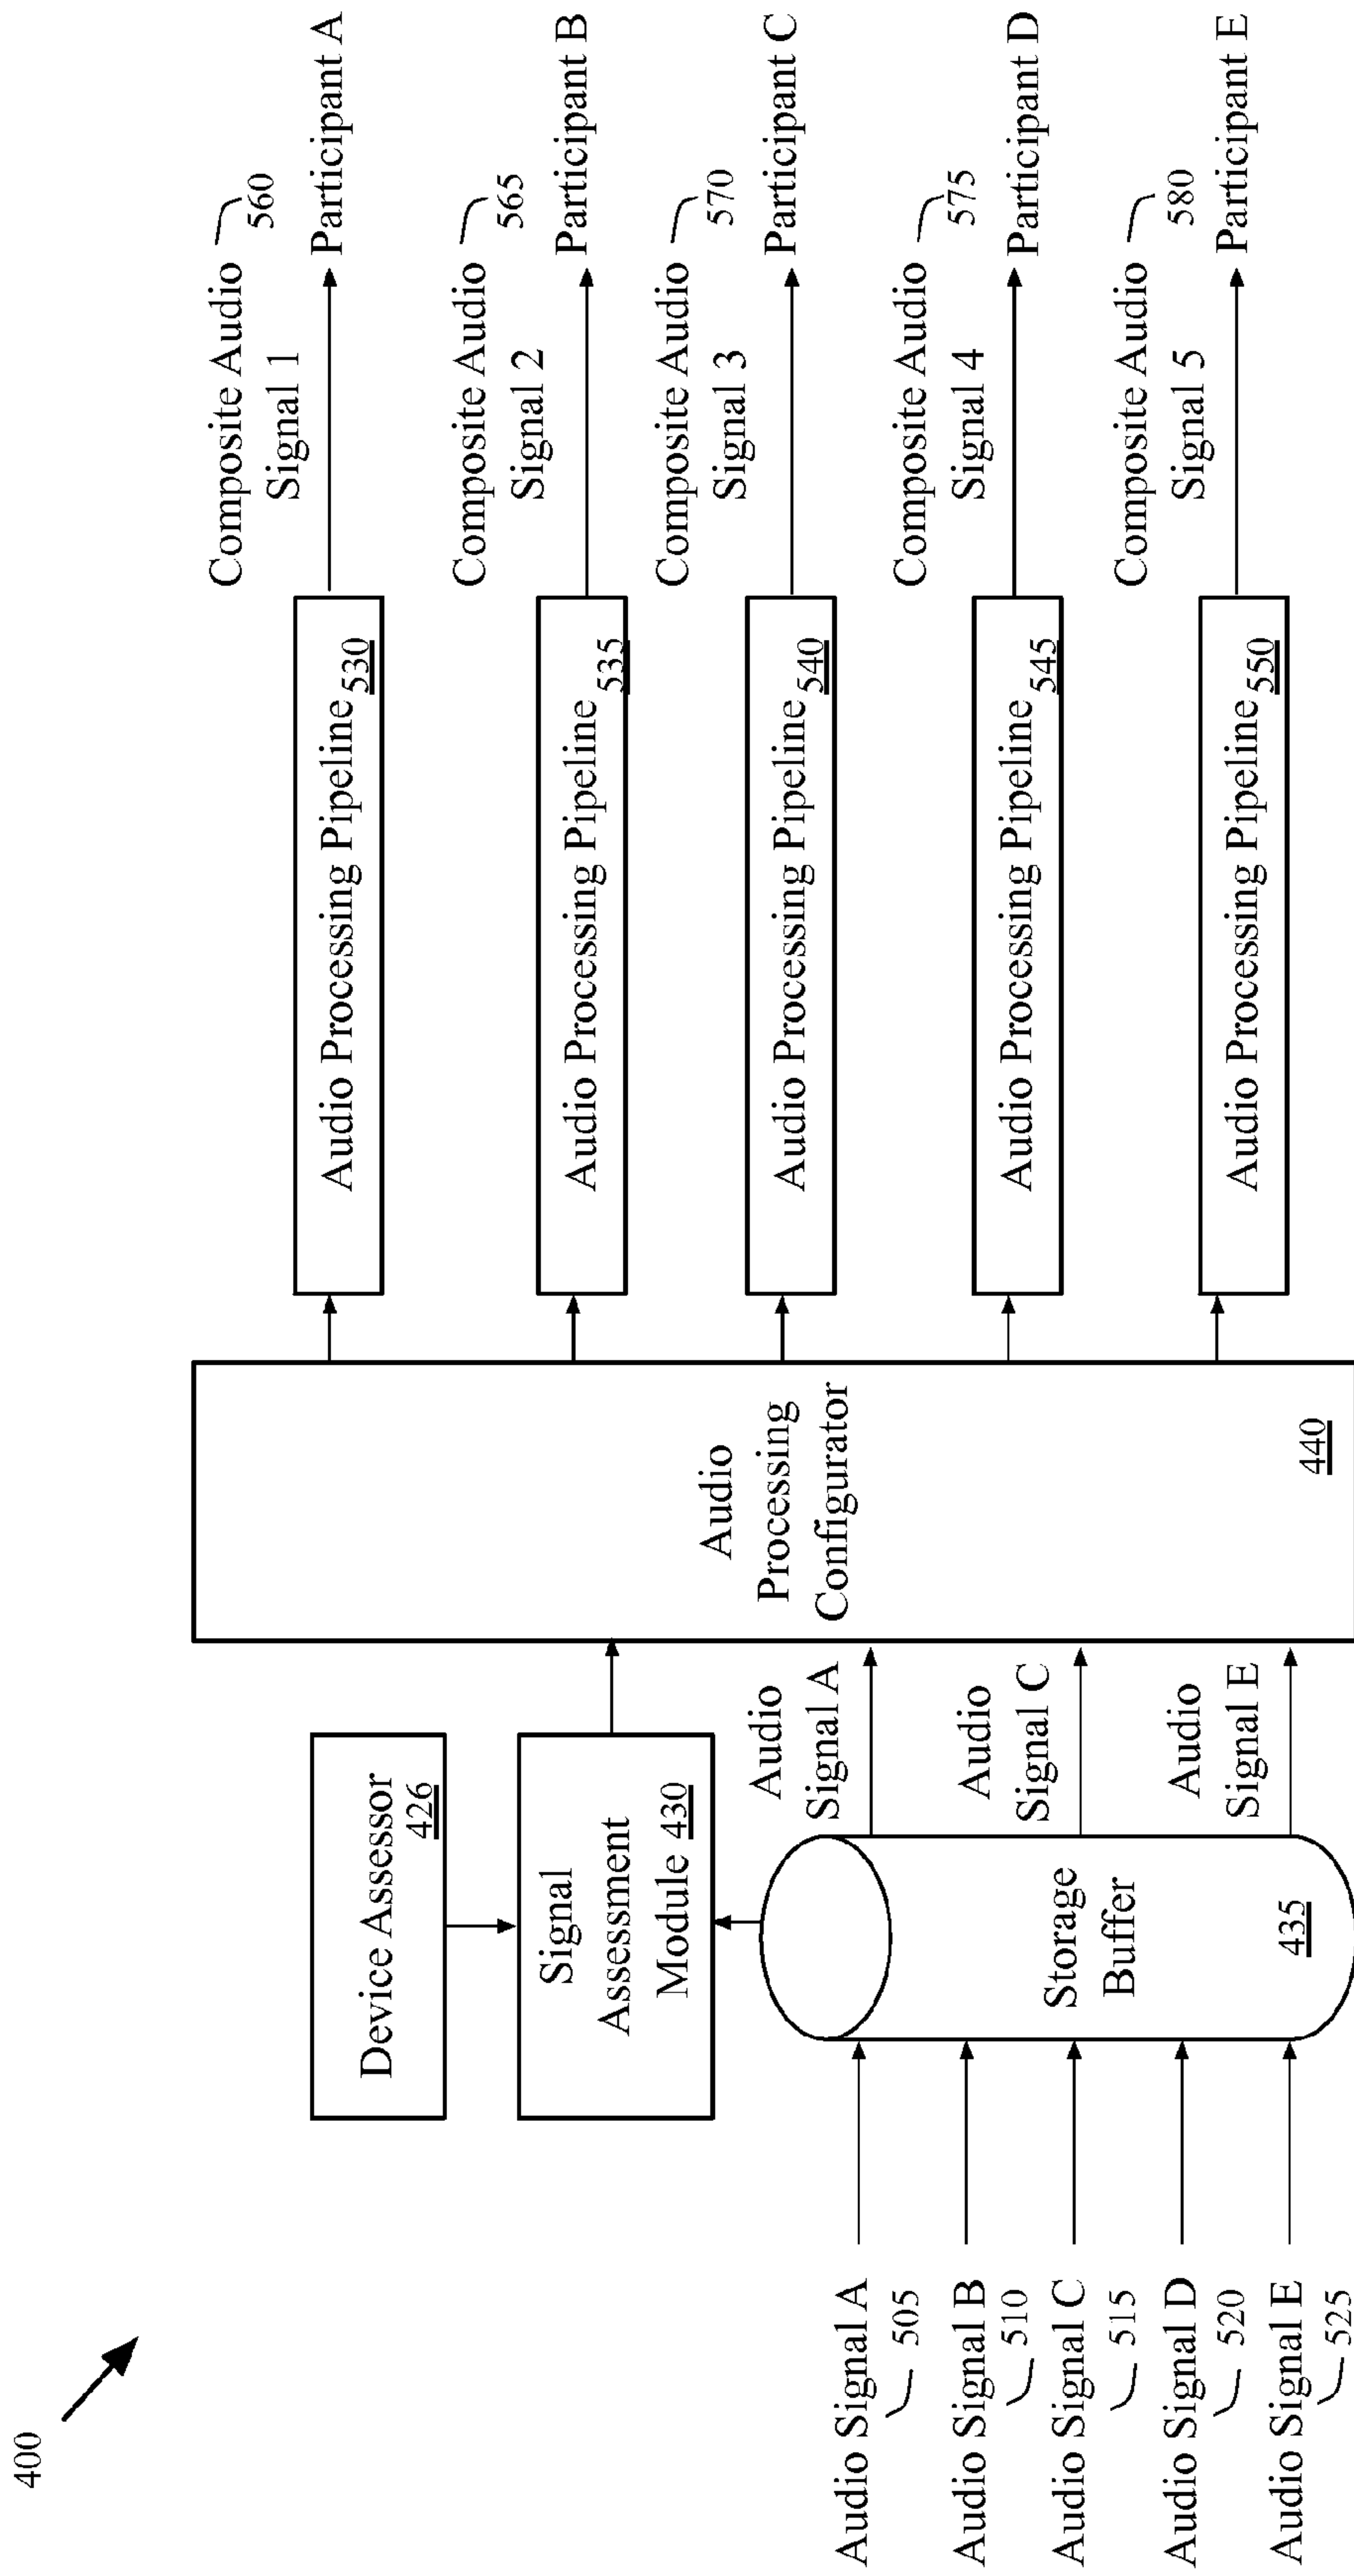 400
Device Assessor
426
Signal
Assessment
Module 430
Audio Signal A
505
Audio Signal B
510
Audio Signal C
515
Audio Signal D
520
Audio Signal E
525
Storage
Buffer
435
Audio
Signal A
Audio
Signal C
Audio
Signal E
Audio
Processing
Configurator
440
Audio Processing Pipeline 530
Audio Processing Pipeline 535
Audio Processing Pipeline 540
Audio Processing Pipeline 545
Audio Processing Pipeline 550
Composite Audio
Signal 1
560
Participant A
Composite Audio
Signal 2
565
Participant B
Composite Audio
Signal 3
570
Participant C
Composite Audio
Signal 4
575
Participant D
Composite Audio
Signal 5
580
Participant E